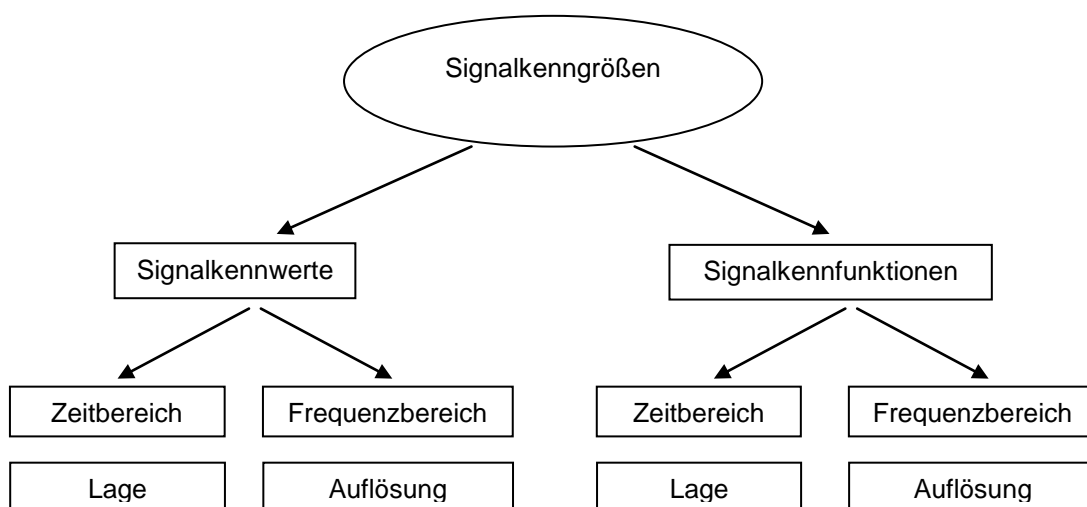 Signalkenngrößen
Signalkennwerte
Signalkennfunktionen
Zeitbereich
Frequenzbereich
Zeitbereich
Frequenzbereich
Lage
Auflösung
Lage
Auflösung